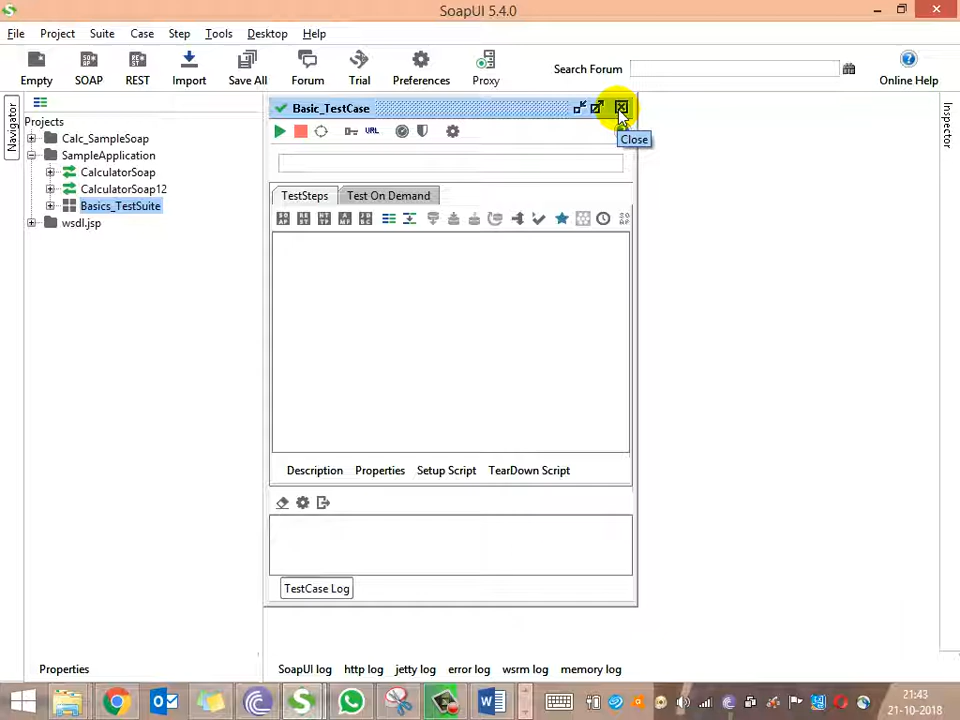 SoapUI 5.4.0
File Project Suite Case Step Tools Desktop Help
Empty SOAP REST Import Save All Forum Trial Preferences Proxy Search Forum Online Help
Navigator
Projects
Calc_SampleSoap
SampleApplication
CalculatorSoap
CalculatorSoap12
Basics_TestSuite
wsdl.jsp
Basic_TestCase
Close
URL
TestSteps Test On Demand
Description Properties Setup Script TearDown Script
TestCase Log
Inspector
Properties
SoapUI log http log jetty log error log wsrm log memory log
21:43
21-10-2018